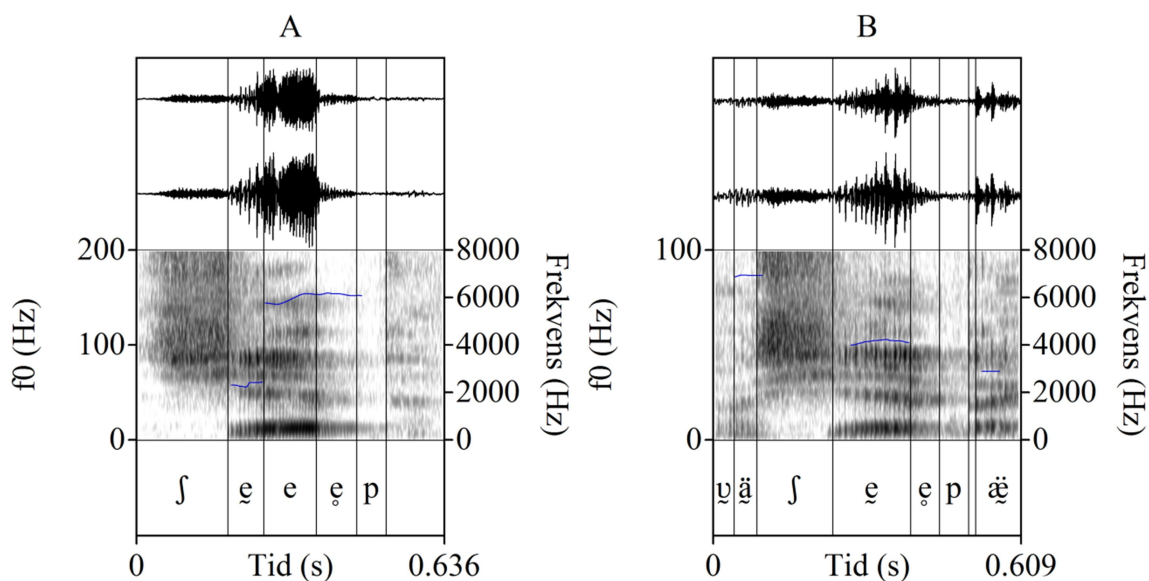 A
200
100
0
f0 (Hz)
8000
6000
4000
2000
0
Frekvens (Hz)
ʃ e̤̰ e e̥̰ p
0 Tid (s) 0.636
B
100
0
f0 (Hz)
8000
6000
4000
2000
0
Frekvens (Hz)
ʋ̰ ä̰ ʃ ḛ e̥̰ p æ̰̈
0 Tid (s) 0.609